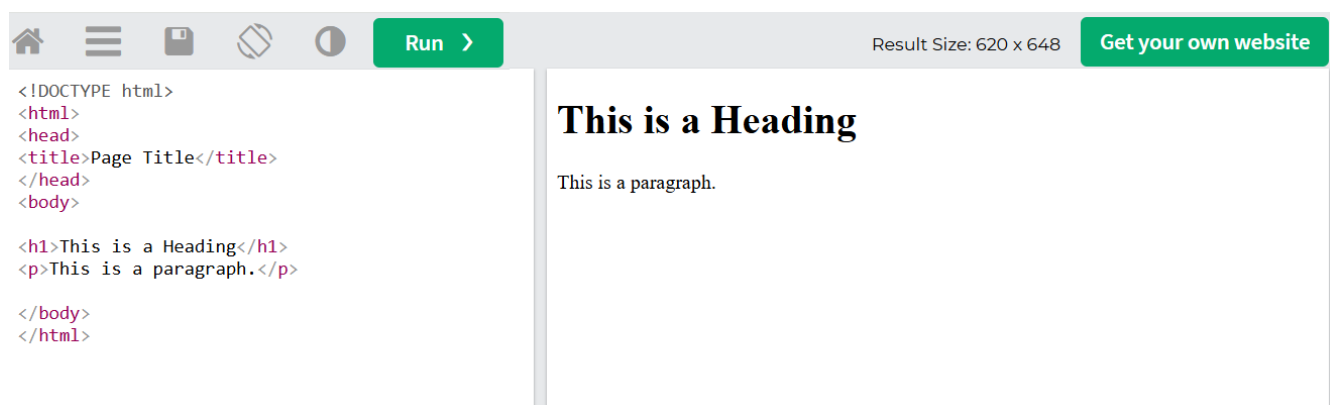 Run ❯
Result Size: 620 x 648
Get your own website
<!DOCTYPE html>
<html>
<head>
<title>Page Title</title>
</head>
<body>
<h1>This is a Heading</h1>
<p>This is a paragraph.</p>
</body>
</html>
This is a Heading
This is a paragraph.